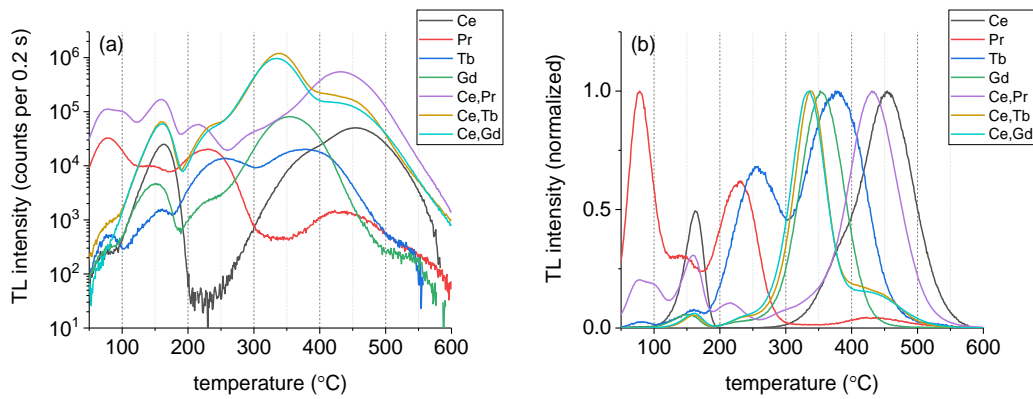 (a)
Ce
Pr
Tb
Gd
Ce,Pr
Ce,Tb
Ce,Gd
TL intensity (counts per 0.2 s)
10^6
10^5
10^4
10^3
10^2
10^1
100 200 300 400 500 600
temperature (°C)
(b)
Ce
Pr
Tb
Gd
Ce,Pr
Ce,Tb
Ce,Gd
TL intensity (normalized)
1.0
0.5
0.0
100 200 300 400 500 600
temperature (°C)